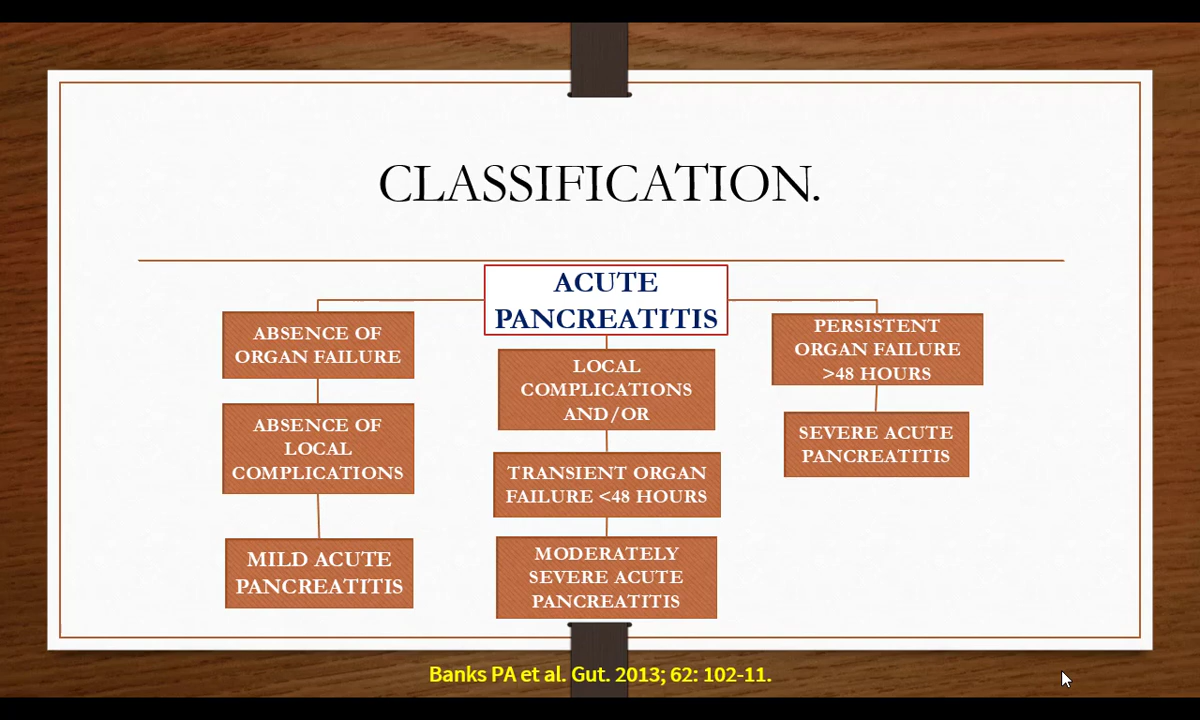 CLASSIFICATION.
ACUTE
PANCREATITIS
ABSENCE OF
ORGAN FAILURE
ABSENCE OF
LOCAL
COMPLICATIONS
MILD ACUTE
PANCREATITIS
LOCAL
COMPLICATIONS
AND/OR
TRANSIENT ORGAN
FAILURE <48 HOURS
MODERATELY
SEVERE ACUTE
PANCREATITIS
PERSISTENT
ORGAN FAILURE
>48 HOURS
SEVERE ACUTE
PANCREATITIS
Banks PA et al. Gut. 2013; 62: 102-11.